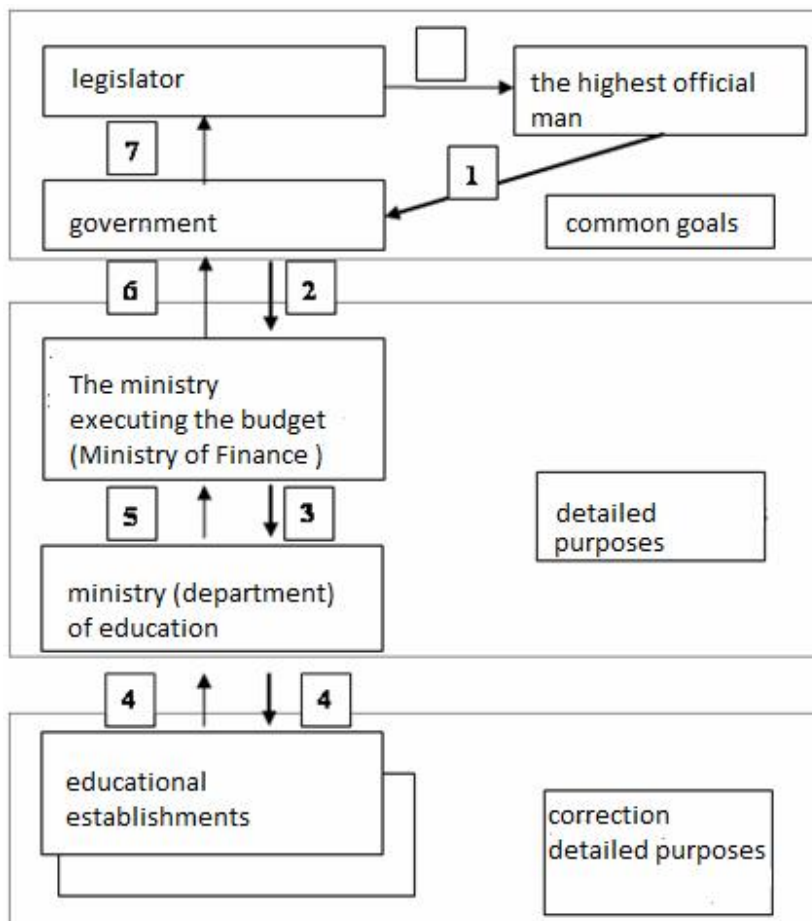 legislator
the highest official
man
7
1
government
common goals
6
2
The ministry
executing the budget
(Ministry of Finance )
5
3
detailed
purposes
ministry (department)
of education
4
4
educational
establishments
correction
detailed purposes